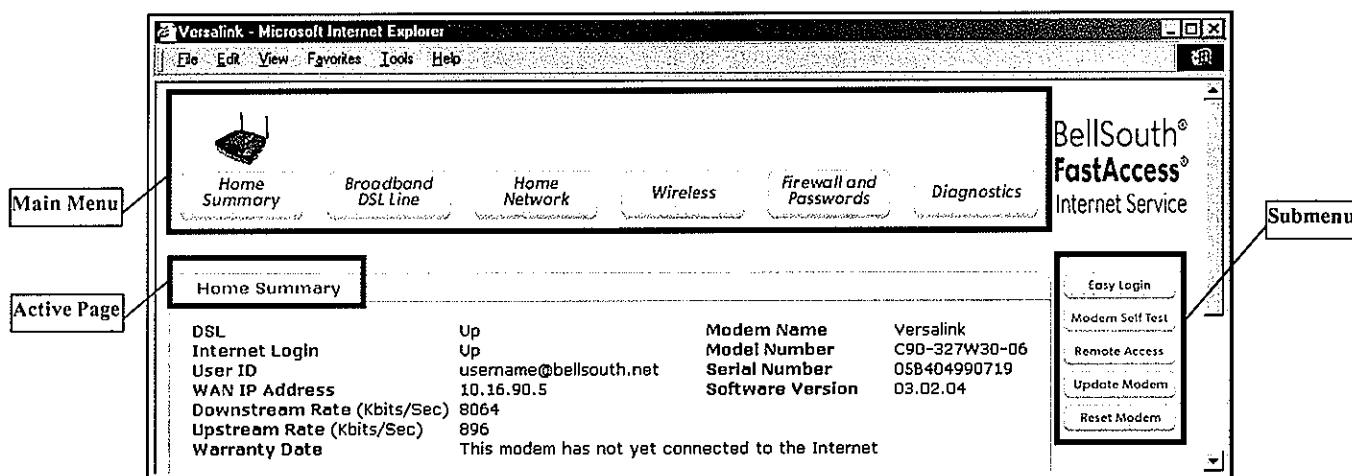 Versalink - Microsoft Internet Explorer
File Edit View Favorites Tools Help
BellSouth®
FastAccess®
Internet Service
Main Menu
Home Summary
Broadband DSL Line
Home Network
Wireless
Firewall and Passwords
Diagnostics
Submenu
Active Page
Home Summary
Easy Login
Modem Self Test
Remote Access
Update Modem
Reset Modem
DSL Up Modem Name Versalink
Internet Login Up Model Number C90-327W30-06
User ID username@bellsouth.net Serial Number 05B404990719
WAN IP Address 10.16.90.5 Software Version 03.02.04
Downstream Rate (Kbits/Sec) 8064
Upstream Rate (Kbits/Sec) 896
Warranty Date This modem has not yet connected to the Internet